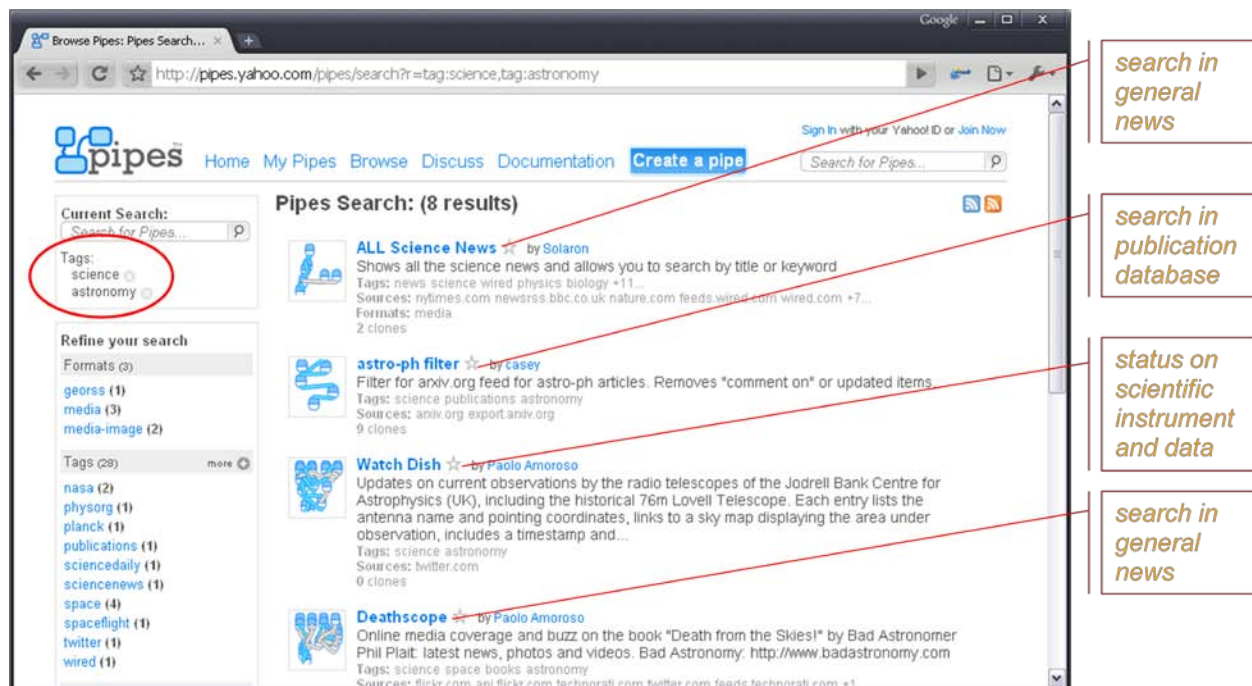 Google
Browse Pipes: Pipes Search...
http://pipes.yahoo.com/pipes/search?r=tag:science,tag:astronomy
Sign In with your Yahoo! ID or Join Now
pipes Home My Pipes Browse Discuss Documentation Create a pipe Search for Pipes...
Current Search:
Search for Pipes...
Tags:
science
astronomy
Refine your search
Formats (3)
georss (1)
media (3)
media-image (2)
Tags (28) more
nasa (2)
physorg (1)
planck (1)
publications (1)
sciencedaily (1)
sciencenews (1)
space (4)
spaceflight (1)
twitter (1)
wired (1)
Pipes Search: (8 results)
ALL Science News by Solaron
Shows all the science news and allows you to search by title or keyword
Tags: news science wired physics biology +11...
Sources: nytimes.com newsrss.bbc.co.uk nature.com feeds.wired.com wired.com +7...
Formats: media
2 clones
astro-ph filter by casey
Filter for arxiv.org feed for astro-ph articles. Removes "comment on" or updated items.
Tags: science publications astronomy
Sources: arxiv.org export.arxiv.org
9 clones
Watch Dish by Paolo Amoroso
Updates on current observations by the radio telescopes of the Jodrell Bank Centre for
Astrophysics (UK), including the historical 76m Lovell Telescope. Each entry lists the
antenna name and pointing coordinates, links to a sky map displaying the area under
observation, includes a timestamp and...
Tags: science astronomy
Sources: twitter.com
0 clones
Deathscope by Paolo Amoroso
Online media coverage and buzz on the book "Death from the Skies!" by Bad Astronomer
Phil Plait: latest news, photos and videos. Bad Astronomy: http://www.badastronomy.com
Tags: science space books astronomy
Sources: flickr.com api.flickr.com technorati.com twitter.com feeds.technorati.com +1...
search in
general
news
search in
publication
database
status on
scientific
instrument
and data
search in
general
news